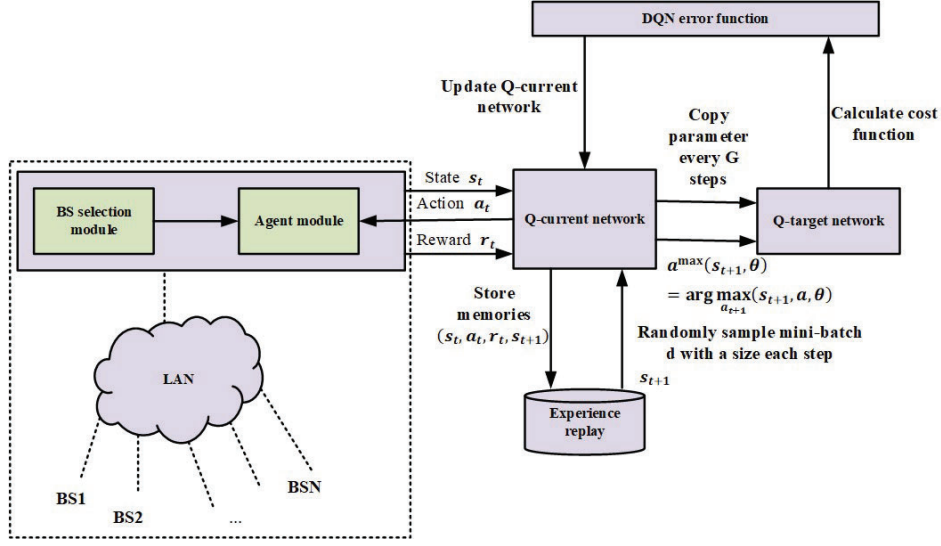 DQN error function
Update Q-current
network
Copy
parameter
every G
steps
Calculate cost
function
BS selection
module
Agent module
State s_t
Action a_t
Reward r_t
Q-current network
Q-target network
a^max(s_{t+1}, θ)
= arg max_{a_{t+1}}(s_{t+1}, a, θ)
Store
memories
(s_t, a_t, r_t, s_{t+1})
Randomly sample mini-batch
d with a size each step
s_{t+1}
LAN
Experience
replay
BS1
BS2
...
BSN